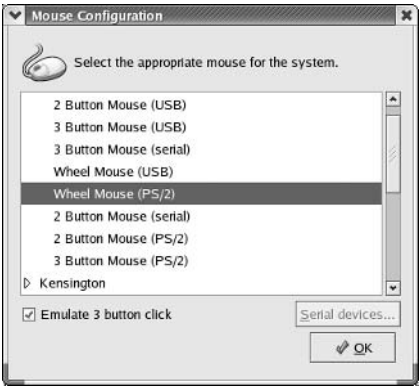 Mouse Configuration
Select the appropriate mouse for the system.
2 Button Mouse (USB)
3 Button Mouse (USB)
3 Button Mouse (serial)
Wheel Mouse (USB)
Wheel Mouse (PS/2)
2 Button Mouse (serial)
2 Button Mouse (PS/2)
3 Button Mouse (PS/2)
Kensington
Emulate 3 button click
Serial devices...
OK